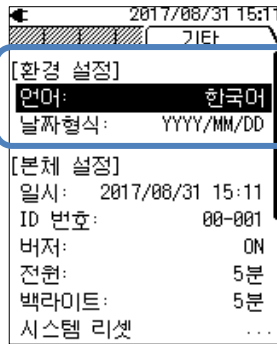 2017/08/31 15:11
기타
[환경 설정]
언어: 한국어
날짜형식: YYYY/MM/DD
[본체 설정]
일시: 2017/08/31 15:11
ID 번호: 00-001
버저: ON
전원: 5분
백라이트: 5분
시스템 리셋 ...